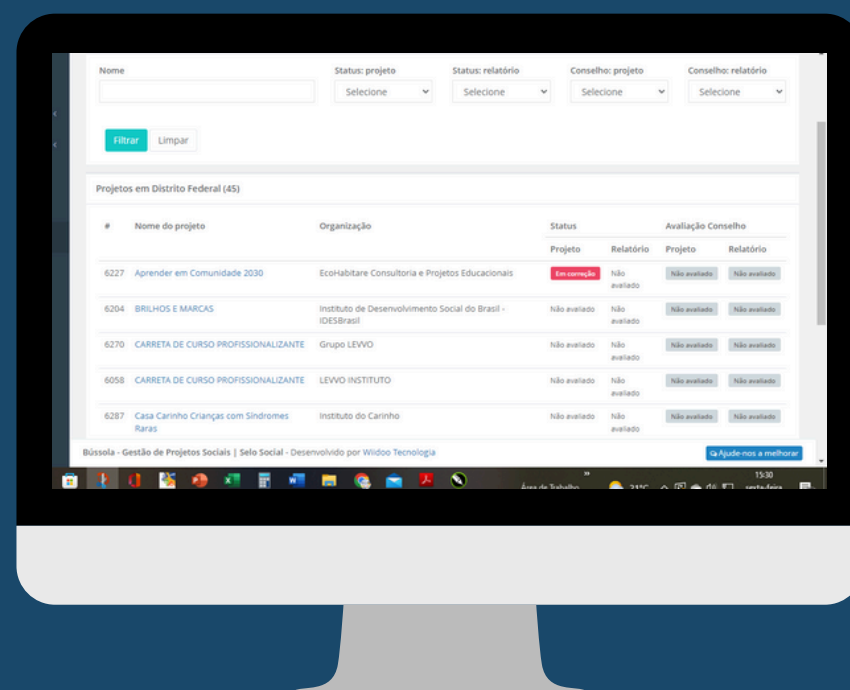 Nome Status: projeto Status: relatório Conselho: projeto Conselho: relatório
Selecione Selecione Selecione Selecione
Filtrar Limpar
Projetos em Distrito Federal (45)
# Nome do projeto Organização Status Avaliação Conselho
Projeto Relatório Projeto Relatório
6227 Aprender em Comunidade 2030 EcoHabitare Consultoria e Projetos Educacionais Em correção Não avaliado Não avaliado Não avaliado
6204 BRILHOS E MARCAS Instituto de Desenvolvimento Social do Brasil - IDESBrasil Não avaliado Não avaliado Não avaliado Não avaliado
6270 CARRETA DE CURSO PROFISSIONALIZANTE Grupo LEVVO Não avaliado Não avaliado Não avaliado Não avaliado
6058 CARRETA DE CURSO PROFISSIONALIZANTE LEVVO INSTITUTO Não avaliado Não avaliado Não avaliado Não avaliado
6287 Casa Carinho Crianças com Síndromes Raras Instituto do Carinho Não avaliado Não avaliado Não avaliado Não avaliado
Bússola - Gestão de Projetos Sociais | Selo Social - Desenvolvido por Wiidoo Tecnologia Ajude-nos a melhorar
Área de Trabalho 21°C 15:30
sexta-feira